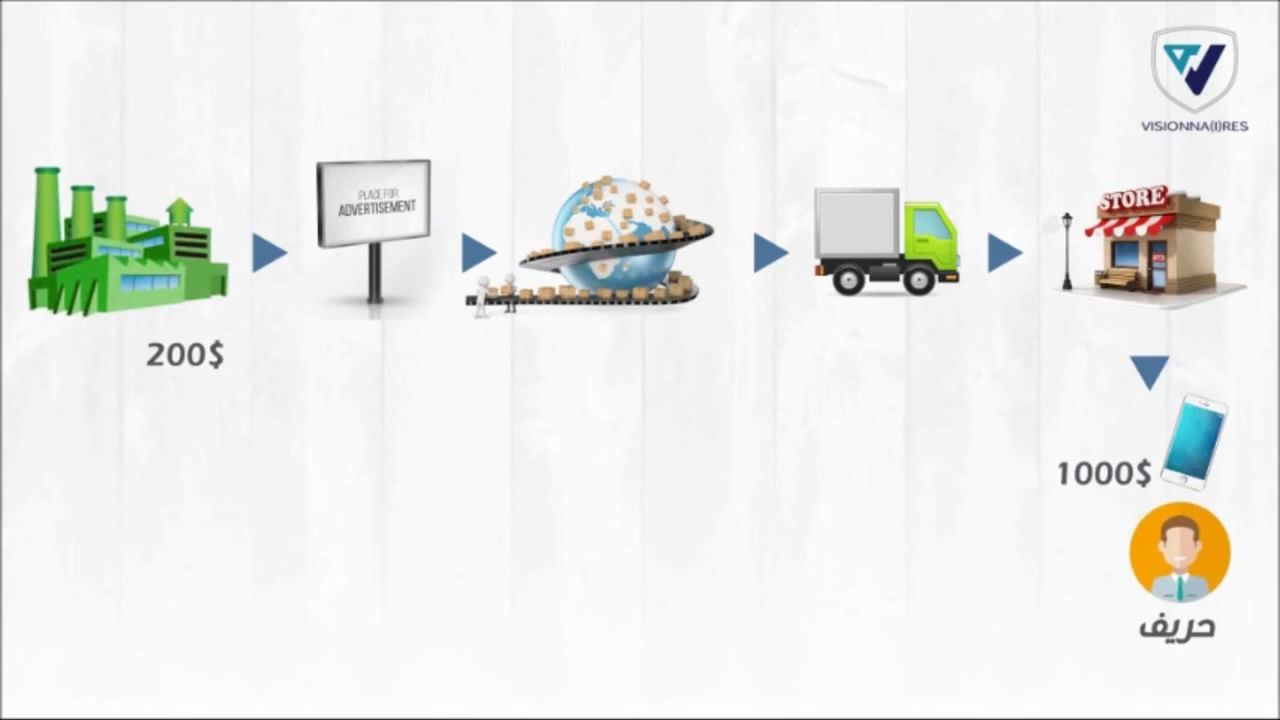 VISIONNA(I)RES
PLACE FOR
ADVERTISEMENT
STORE
200$
1000$
حريف